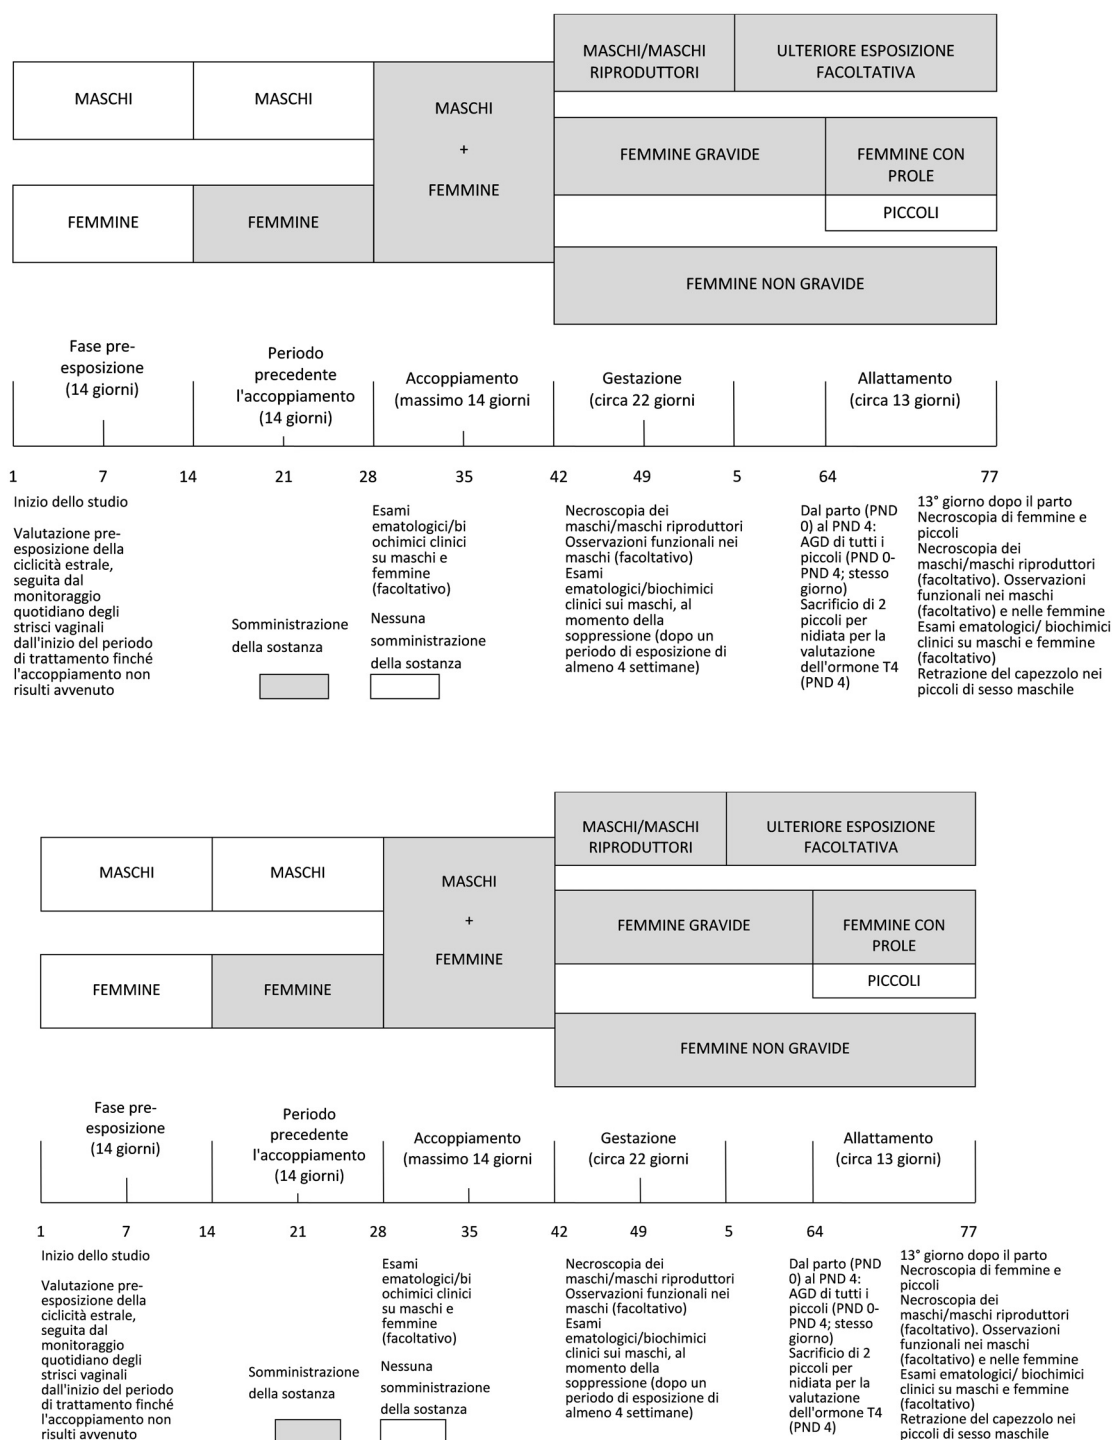 MASCHI/MASCHI
RIPRODUTTORI
ULTERIORE ESPOSIZIONE
FACOLTATIVA
MASCHI
MASCHI
MASCHI
+
FEMMINE
FEMMINE GRAVIDE
FEMMINE CON
PROLE
PICCOLI
FEMMINE
FEMMINE
FEMMINE NON GRAVIDE
Fase pre-
esposizione
(14 giorni)
Periodo
precedente
l'accoppiamento
(14 giorni)
Accoppiamento
(massimo 14 giorni
Gestazione
(circa 22 giorni
Allattamento
(circa 13 giorni)
1 7 14 21 28 35 42 49 5 64 77
Inizio dello studio
Valutazione pre-
esposizione della
ciclicità estrale,
seguita dal
monitoraggio
quotidiano degli
strisci vaginali
dall'inizio del periodo
di trattamento finché
l'accoppiamento non
risulti avvenuto
Somministrazione
della sostanza
Esami
ematologici/bi
ochimici clinici
su maschi e
femmine
(facoltativo)
Nessuna
somministrazione
della sostanza
Necroscopia dei
maschi/maschi riproduttori
Osservazioni funzionali nei
maschi (facoltativo)
Esami
ematologici/biochimici
clinici sui maschi, al
momento della
soppressione (dopo un
periodo di esposizione di
almeno 4 settimane)
Dal parto (PND
0) al PND 4:
AGD di tutti i
piccoli (PND 0-
PND 4; stesso
giorno)
Sacrificio di 2
piccoli per
nidiata per la
valutazione
dell'ormone T4
(PND 4)
13° giorno dopo il parto
Necroscopia di femmine e
piccoli
Necroscopia dei
maschi/maschi riproduttori
(facoltativo). Osservazioni
funzionali nei maschi
(facoltativo) e nelle femmine
Esami ematologici/ biochimici
clinici su maschi e femmine
(facoltativo)
Retrazione del capezzolo nei
piccoli di sesso maschile
MASCHI/MASCHI
RIPRODUTTORI
ULTERIORE ESPOSIZIONE
FACOLTATIVA
MASCHI
MASCHI
MASCHI
+
FEMMINE
FEMMINE GRAVIDE
FEMMINE CON
PROLE
PICCOLI
FEMMINE
FEMMINE
FEMMINE NON GRAVIDE
Fase pre-
esposizione
(14 giorni)
Periodo
precedente
l'accoppiamento
(14 giorni)
Accoppiamento
(massimo 14 giorni
Gestazione
(circa 22 giorni
Allattamento
(circa 13 giorni)
1 7 14 21 28 35 42 49 5 64 77
Inizio dello studio
Valutazione pre-
esposizione della
ciclicità estrale,
seguita dal
monitoraggio
quotidiano degli
strisci vaginali
dall'inizio del periodo
di trattamento finché
l'accoppiamento non
risulti avvenuto
Somministrazione
della sostanza
Esami
ematologici/bi
ochimici clinici
su maschi e
femmine
(facoltativo)
Nessuna
somministrazione
della sostanza
Necroscopia dei
maschi/maschi riproduttori
Osservazioni funzionali nei
maschi (facoltativo)
Esami
ematologici/biochimici
clinici sui maschi, al
momento della
soppressione (dopo un
periodo di esposizione di
almeno 4 settimane)
Dal parto (PND
0) al PND 4:
AGD di tutti i
piccoli (PND 0-
PND 4; stesso
giorno)
Sacrificio di 2
piccoli per
nidiata per la
valutazione
dell'ormone T4
(PND 4)
13° giorno dopo il parto
Necroscopia di femmine e
piccoli
Necroscopia dei
maschi/maschi riproduttori
(facoltativo). Osservazioni
funzionali nei maschi
(facoltativo) e nelle femmine
Esami ematologici/ biochimici
clinici su maschi e femmine
(facoltativo)
Retrazione del capezzolo nei
piccoli di sesso maschile